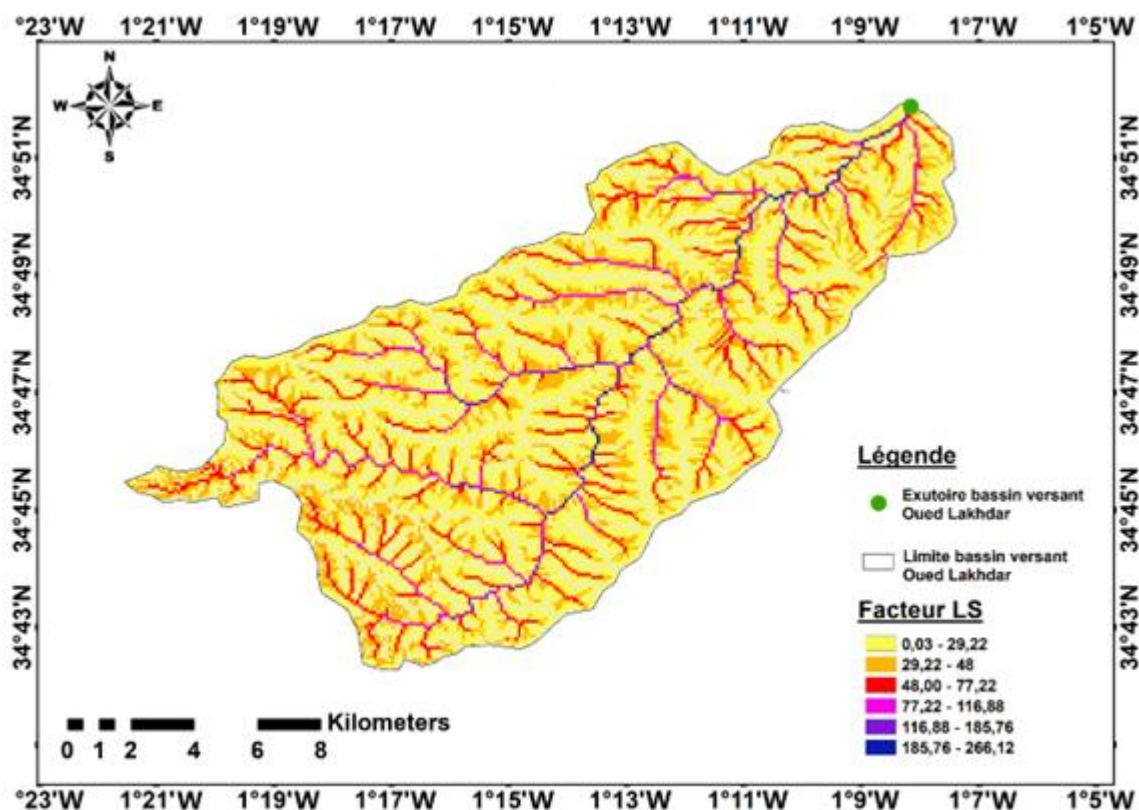 1°23'W 1°21'W 1°19'W 1°17'W 1°15'W 1°13'W 1°11'W 1°19'W 1°7'W 1°5'W
N
W E
S
34°51'N 34°51'N
34°49'N 34°49'N
34°47'N 34°47'N
34°45'N 34°45'N
34°43'N 34°43'N
Légende
Exutoire bassin versant
Oued Lakhdar
Limite bassin versant
Oued Lakhdar
Facteur LS
0,03 - 29,22
29,22 - 48
48,00 - 77,22
77,22 - 116,88
116,88 - 185,76
185,76 - 266,12
Kilometers
0 1 2 4 6 8
1°23'W 1°21'W 1°19'W 1°17'W 1°15'W 1°13'W 1°11'W 1°19'W 1°7'W 1°5'W